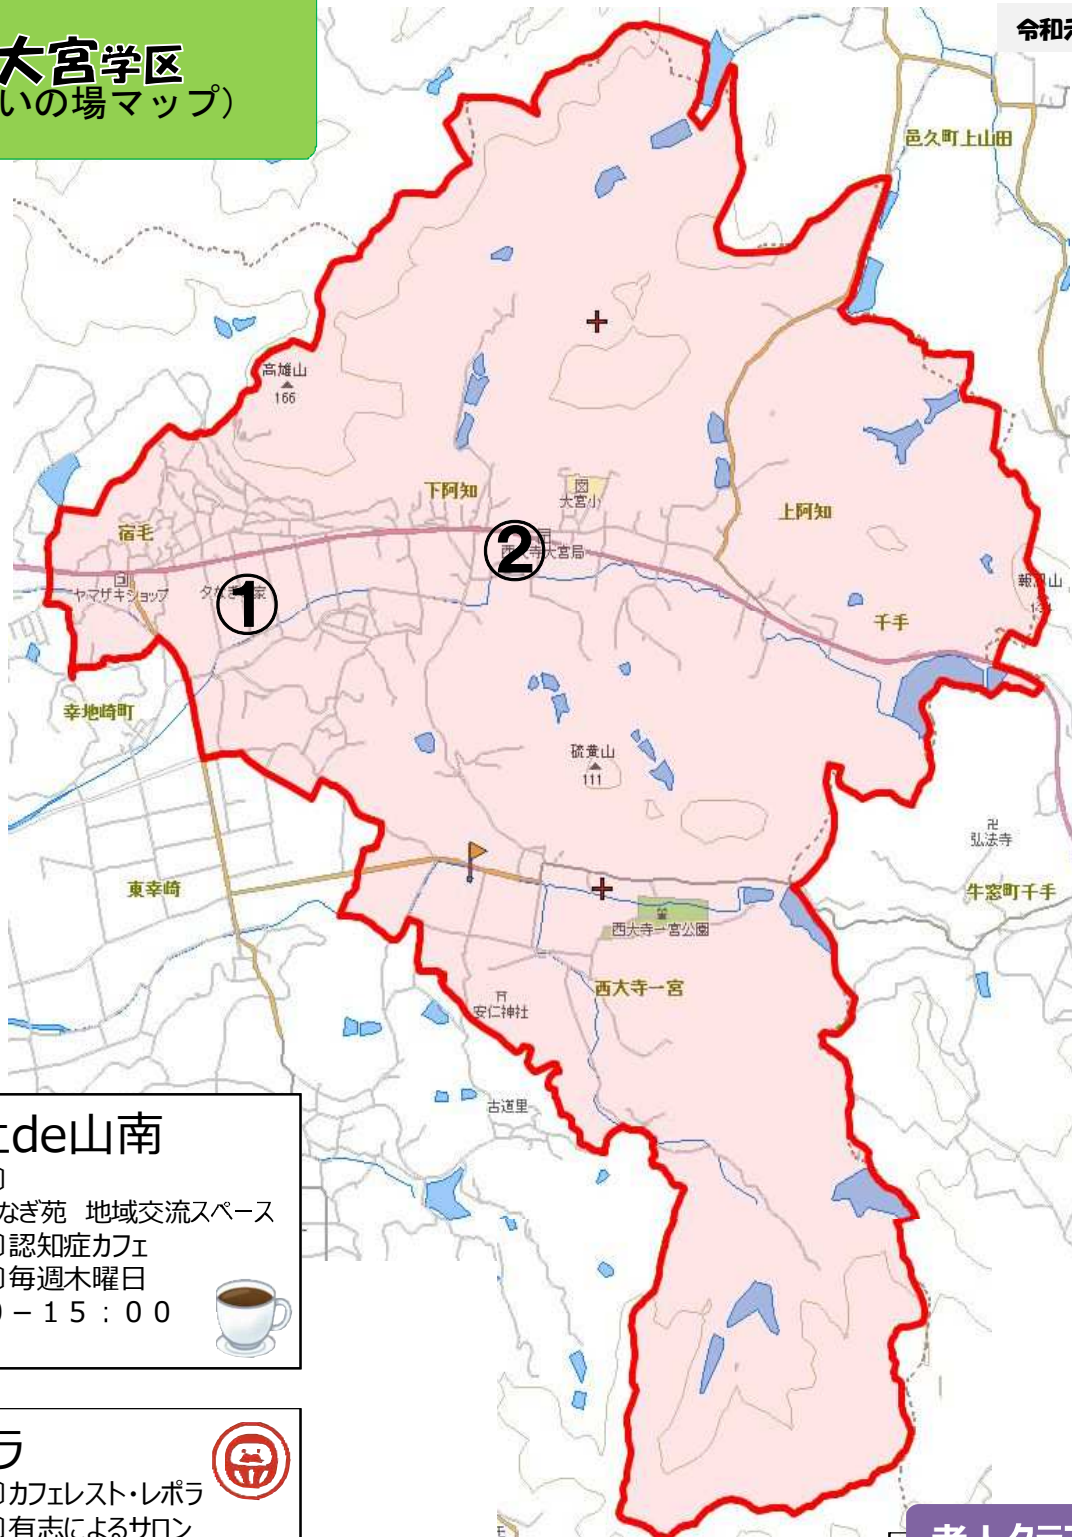 大宮学区
いの場マップ）
令和
邑久町上山田
高雄山
166
下阿知
大宮小
上阿知
宿毛
②
西大寺大宮局
ヤマザキショップ
夕なぎ 家
①
千手
幸地崎町
硫黄山
111
弘法寺
東幸崎
牛窓町千手
西大寺一宮公園
西大寺一宮
安仁神社
古道里
de山南
なぎ苑　地域交流スペース
認知症カフェ
毎週木曜日
－１５：００
ラ
カフェレスト・レポラ
有志によるサロン